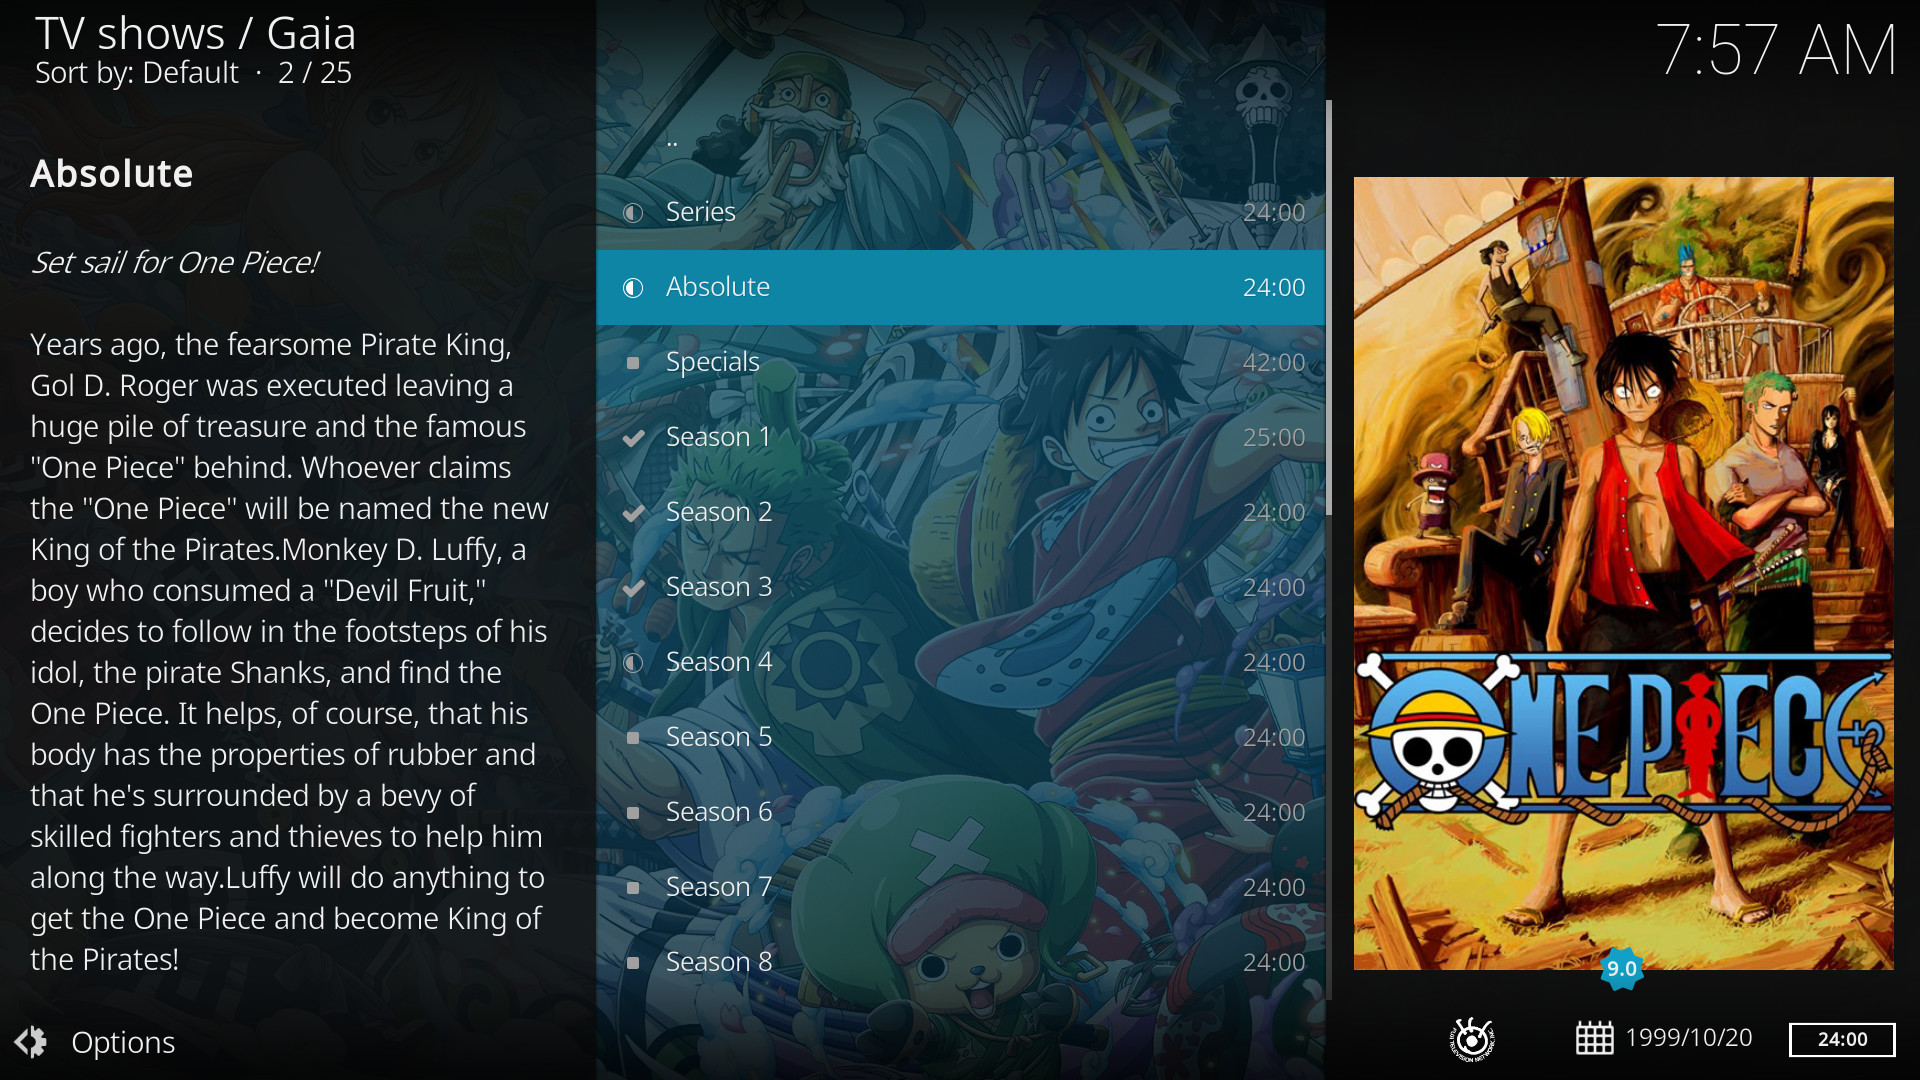 TV shows / Gaia
Sort by: Default · 2 / 25
7:57 AM
Absolute
Set sail for One Piece!
Years ago, the fearsome Pirate King,
Gol D. Roger was executed leaving a
huge pile of treasure and the famous
"One Piece" behind. Whoever claims
the "One Piece" will be named the new
King of the Pirates.Monkey D. Luffy, a
boy who consumed a "Devil Fruit,"
decides to follow in the footsteps of his
idol, the pirate Shanks, and find the
One Piece. It helps, of course, that his
body has the properties of rubber and
that he's surrounded by a bevy of
skilled fighters and thieves to help him
along the way.Luffy will do anything to
get the One Piece and become King of
the Pirates!
Options
..
Series 24:00
Absolute 24:00
Specials 42:00
Season 1 25:00
Season 2 24:00
Season 3 24:00
Season 4 24:00
Season 5 24:00
Season 6 24:00
Season 7 24:00
Season 8 24:00
ONE PIECE
9.0
FUJI TELEVISION NETWORK, INC.
1999/10/20
24:00